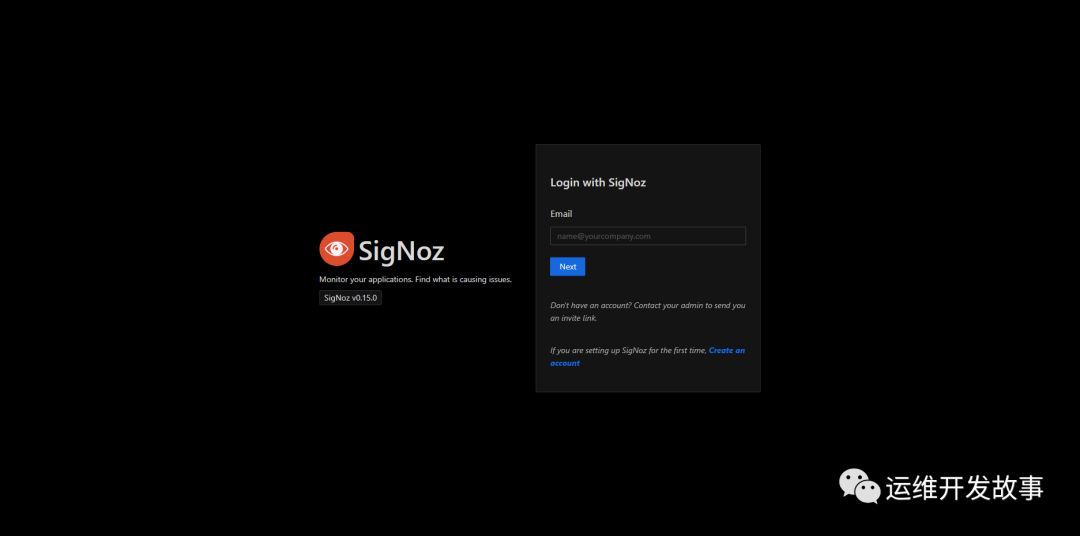 SigNoz
Monitor your applications. Find what is causing issues.
SigNoz v0.15.0
Login with SigNoz
Email
name@yourcompany.com
Next
Don't have an account? Contact your admin to send you
an invite link.
If you are setting up SigNoz for the first time, Create an
account
运维开发故事